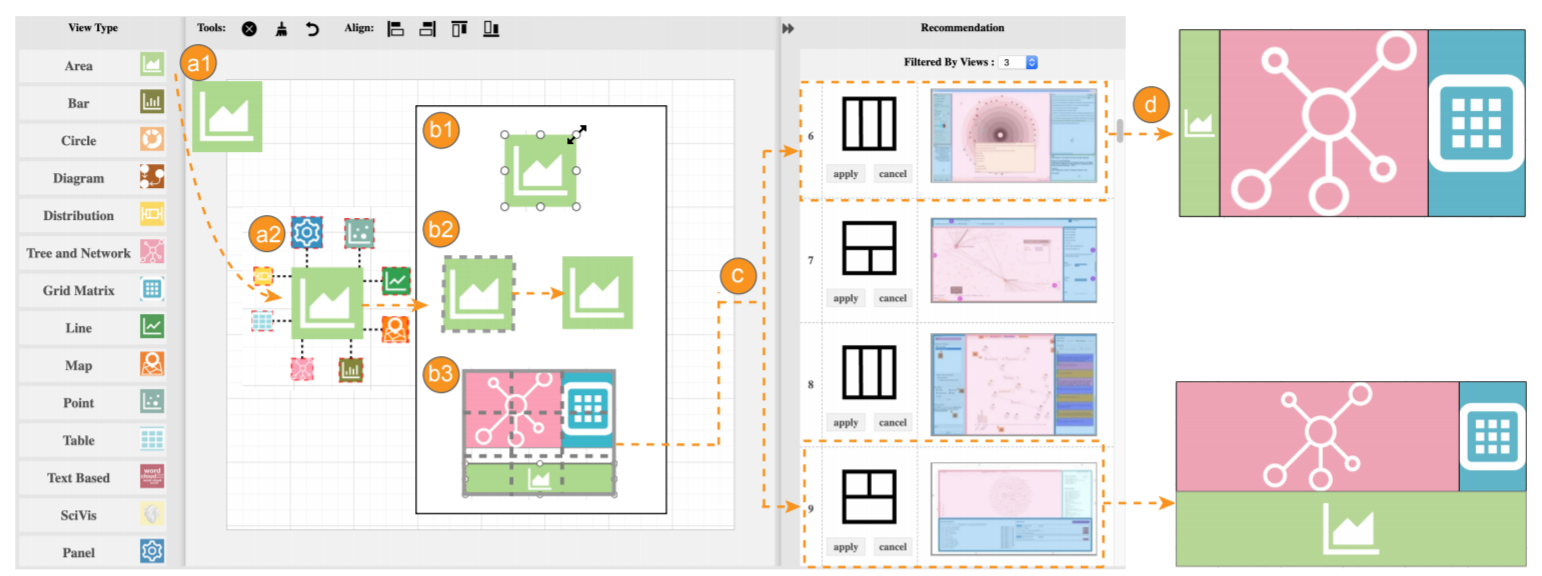 View Type
Tools:
Align:
Recommendation
Filtered By Views : 3
Area
Bar
Circle
Diagram
Distribution
Tree and Network
Grid Matrix
Line
Map
Point
Table
Text Based
word
cloud
SciVis
Panel
a1
a2
b1
b2
b3
c
d
6
apply cancel
7
apply cancel
8
apply cancel
9
apply cancel